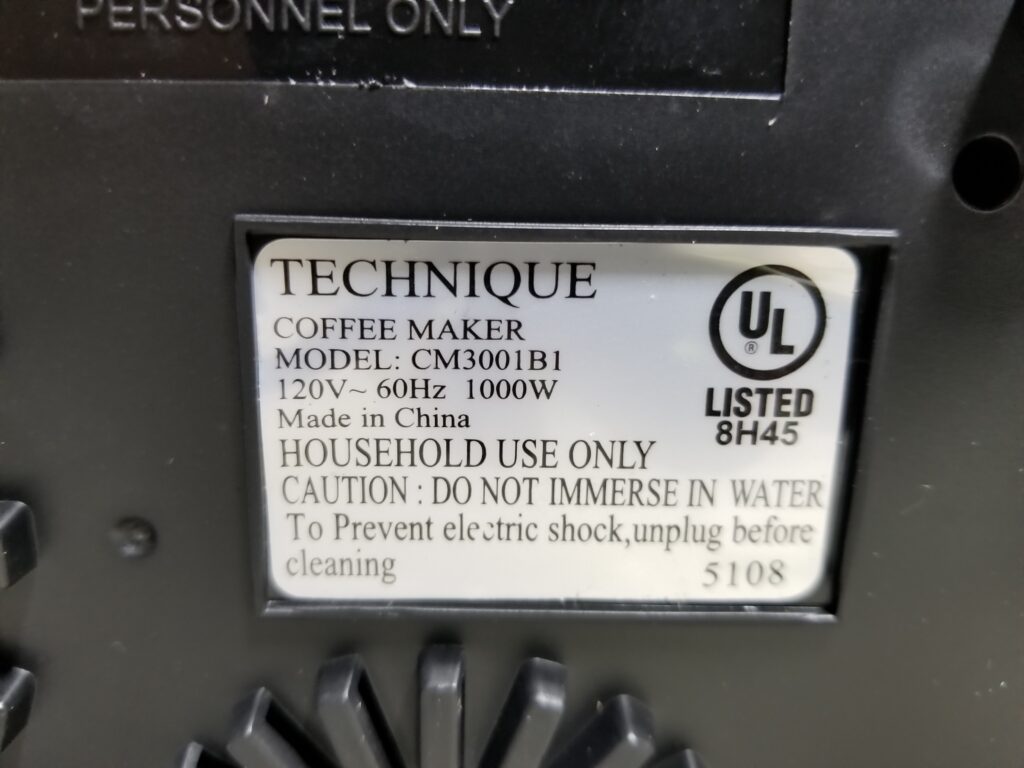 PERSONNEL ONLY
TECHNIQUE
COFFEE MAKER
MODEL: CM3001B1
120V~ 60Hz 1000W
Made in China
HOUSEHOLD USE ONLY
CAUTION : DO NOT IMMERSE IN WATER
To Prevent electric shock,unplug before
cleaning
5108
UL
®
LISTED
8H45